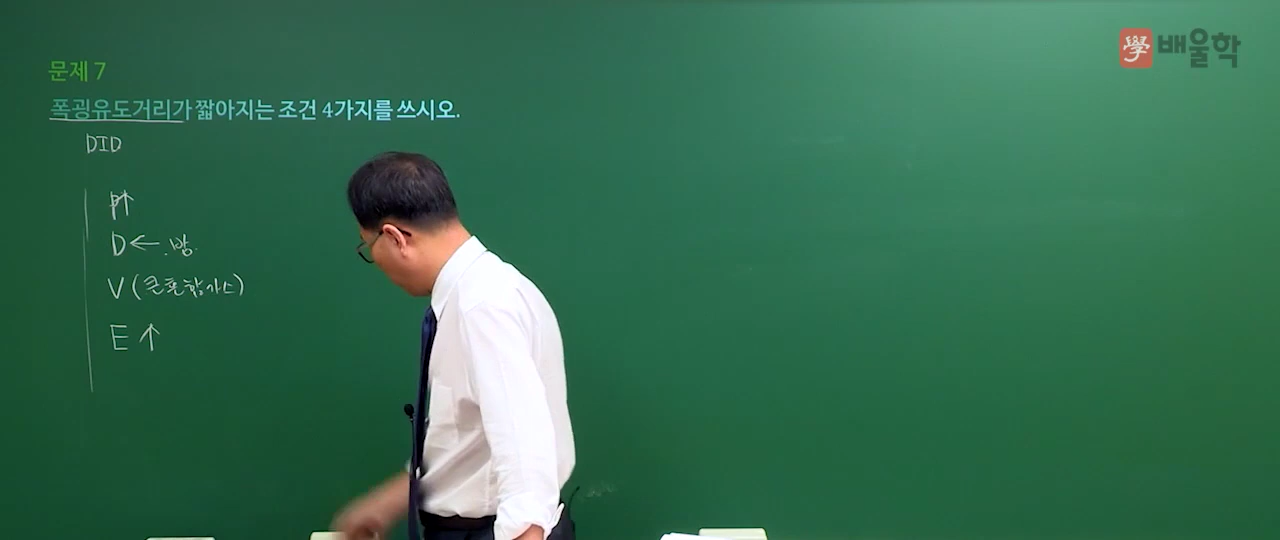 學 배울학
문제 7
폭굉유도거리가 짧아지는 조건 4가지를 쓰시오.
DID
P↑
D← .방.
V (큰혼합가스)
E ↑